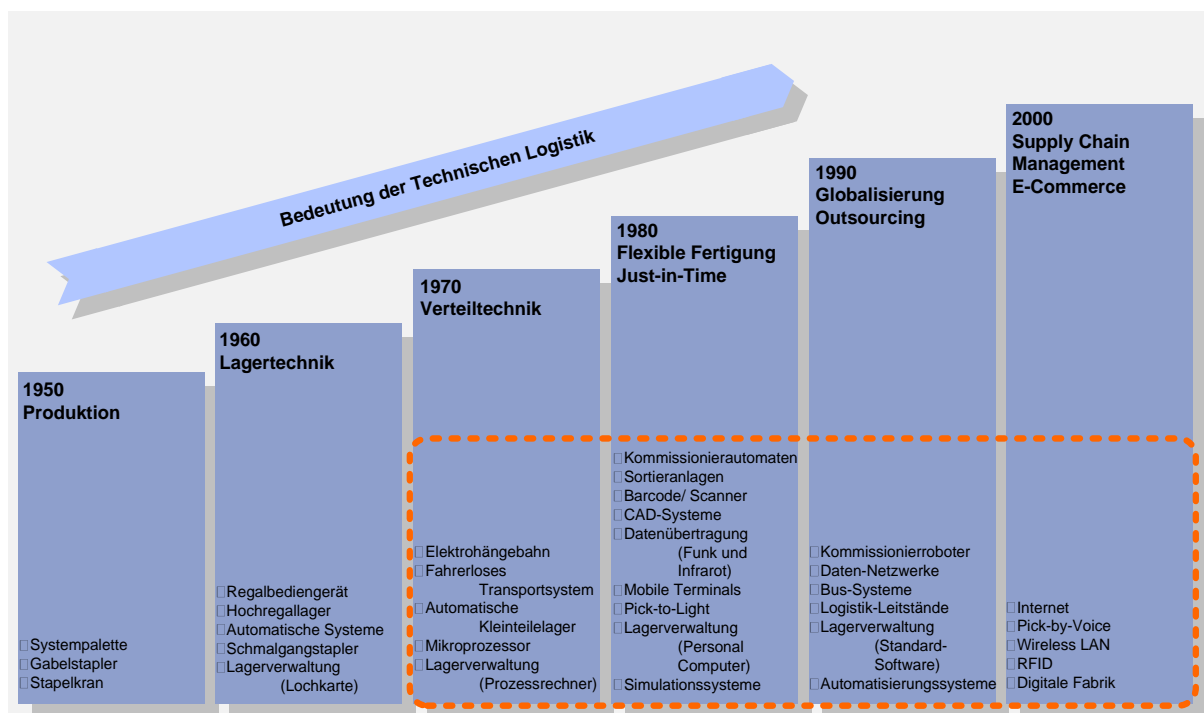 Bedeutung der Technischen Logistik
1950
Produktion
Systempalette
Gabelstapler
Stapelkran
1960
Lagertechnik
Regalbediengerät
Hochregallager
Automatische Systeme
Schmalgangstapler
Lagerverwaltung
(Lochkarte)
1970
Verteiltechnik
Elektrohängebahn
Fahrerloses
Transportsystem
Automatische
Kleinteilelager
Mikroprozessor
Lagerverwaltung
(Prozessrechner)
1980
Flexible Fertigung
Just-in-Time
Kommissionierautomaten
Sortieranlagen
Barcode/ Scanner
CAD-Systeme
Datenübertragung
(Funk und
Infrarot)
Mobile Terminals
Pick-to-Light
Lagerverwaltung
(Personal
Computer)
Simulationssysteme
1990
Globalisierung
Outsourcing
Kommissionierroboter
Daten-Netzwerke
Bus-Systeme
Logistik-Leitstände
Lagerverwaltung
(Standard-
Software)
Automatisierungssysteme
2000
Supply Chain
Management
E-Commerce
Internet
Pick-by-Voice
Wireless LAN
RFID
Digitale Fabrik